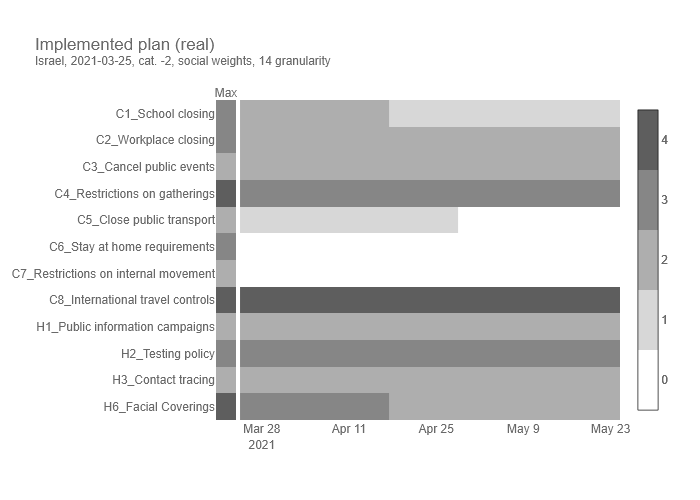 Implemented plan (real)
Israel, 2021-03-25, cat. -2, social weights, 14 granularity
Max
C1_School closing
C2_Workplace closing
C3_Cancel public events
C4_Restrictions on gatherings
C5_Close public transport
C6_Stay at home requirements
C7_Restrictions on internal movement
C8_International travel controls
H1_Public information campaigns
H2_Testing policy
H3_Contact tracing
H6_Facial Coverings
4
3
2
1
0
Mar 28 Apr 11 Apr 25 May 9 May 23
2021